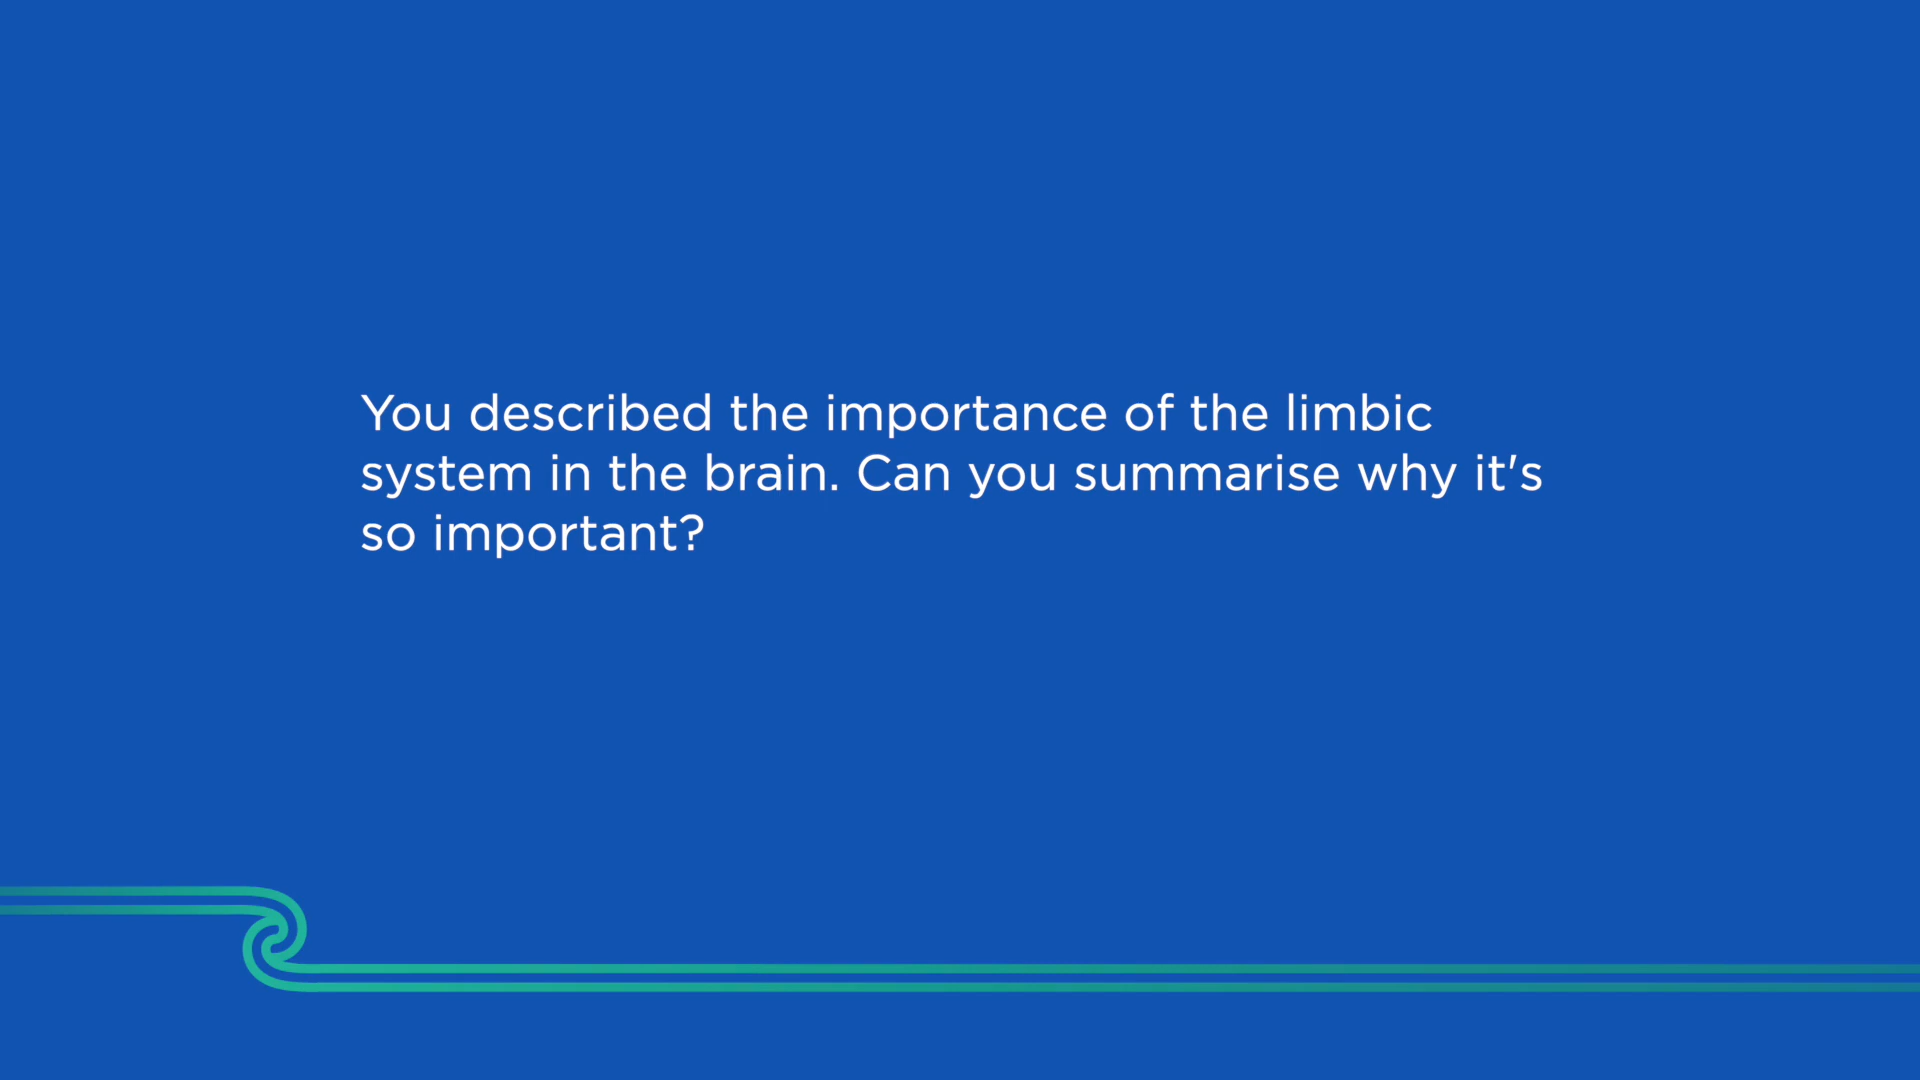 You described the importance of the limbic
system in the brain. Can you summarise why it's
so important?